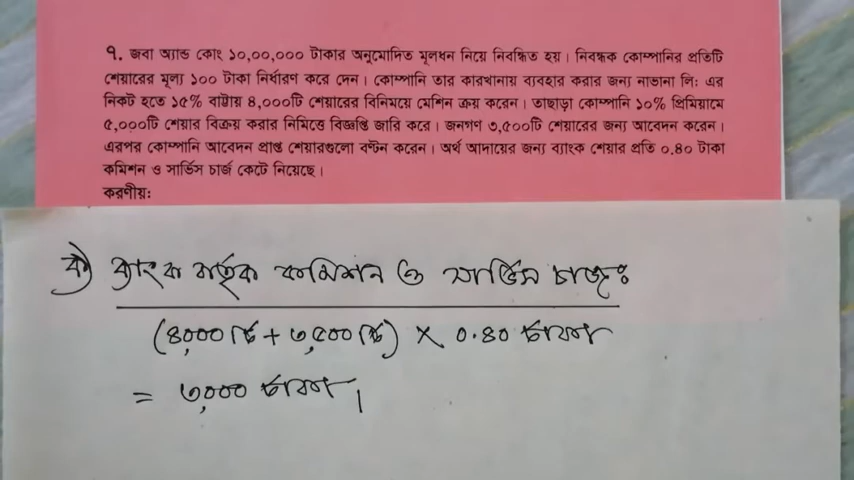 ৭. জবা অ্যান্ড কোং ১০,০০,০০০ টাকার অনুমোদিত মূলধন নিয়ে নিবন্ধিত হয়। নিবন্ধক কোম্পানির প্রতিটি
শেয়ারের মূল্য ১০০ টাকা নির্ধারণ করে দেন। কোম্পানি তার কারখানায় ব্যবহার করার জন্য নাভানা লি: এর
নিকট হতে ১৫% বাট্টায় ৪,০০০টি শেয়ারের বিনিময়ে মেশিন ক্রয় করেন। তাছাড়া কোম্পানি ১০% প্রিমিয়ামে
৫,০০০টি শেয়ার বিক্রয় করার নিমিত্তে বিজ্ঞপ্তি জারি করে। জনগণ ৩,৫০০টি শেয়ারের জন্য আবেদন করেন।
এরপর কোম্পানি আবেদন প্রাপ্ত শেয়ারগুলো বণ্টন করেন। অর্থ আদায়ের জন্য ব্যাংক শেয়ার প্রতি ০.৪০ টাকা
কমিশন ও সার্ভিস চার্জ কেটে নিয়েছে।
করণীয়:
ক) ব্যাংক কর্তৃক কমিশন ও সার্ভিস চার্জঃ
(৪,০০০ টি + ৩,৫০০ টি) × ০.৪০ টাকা
= ৩,০০০ টাকা।